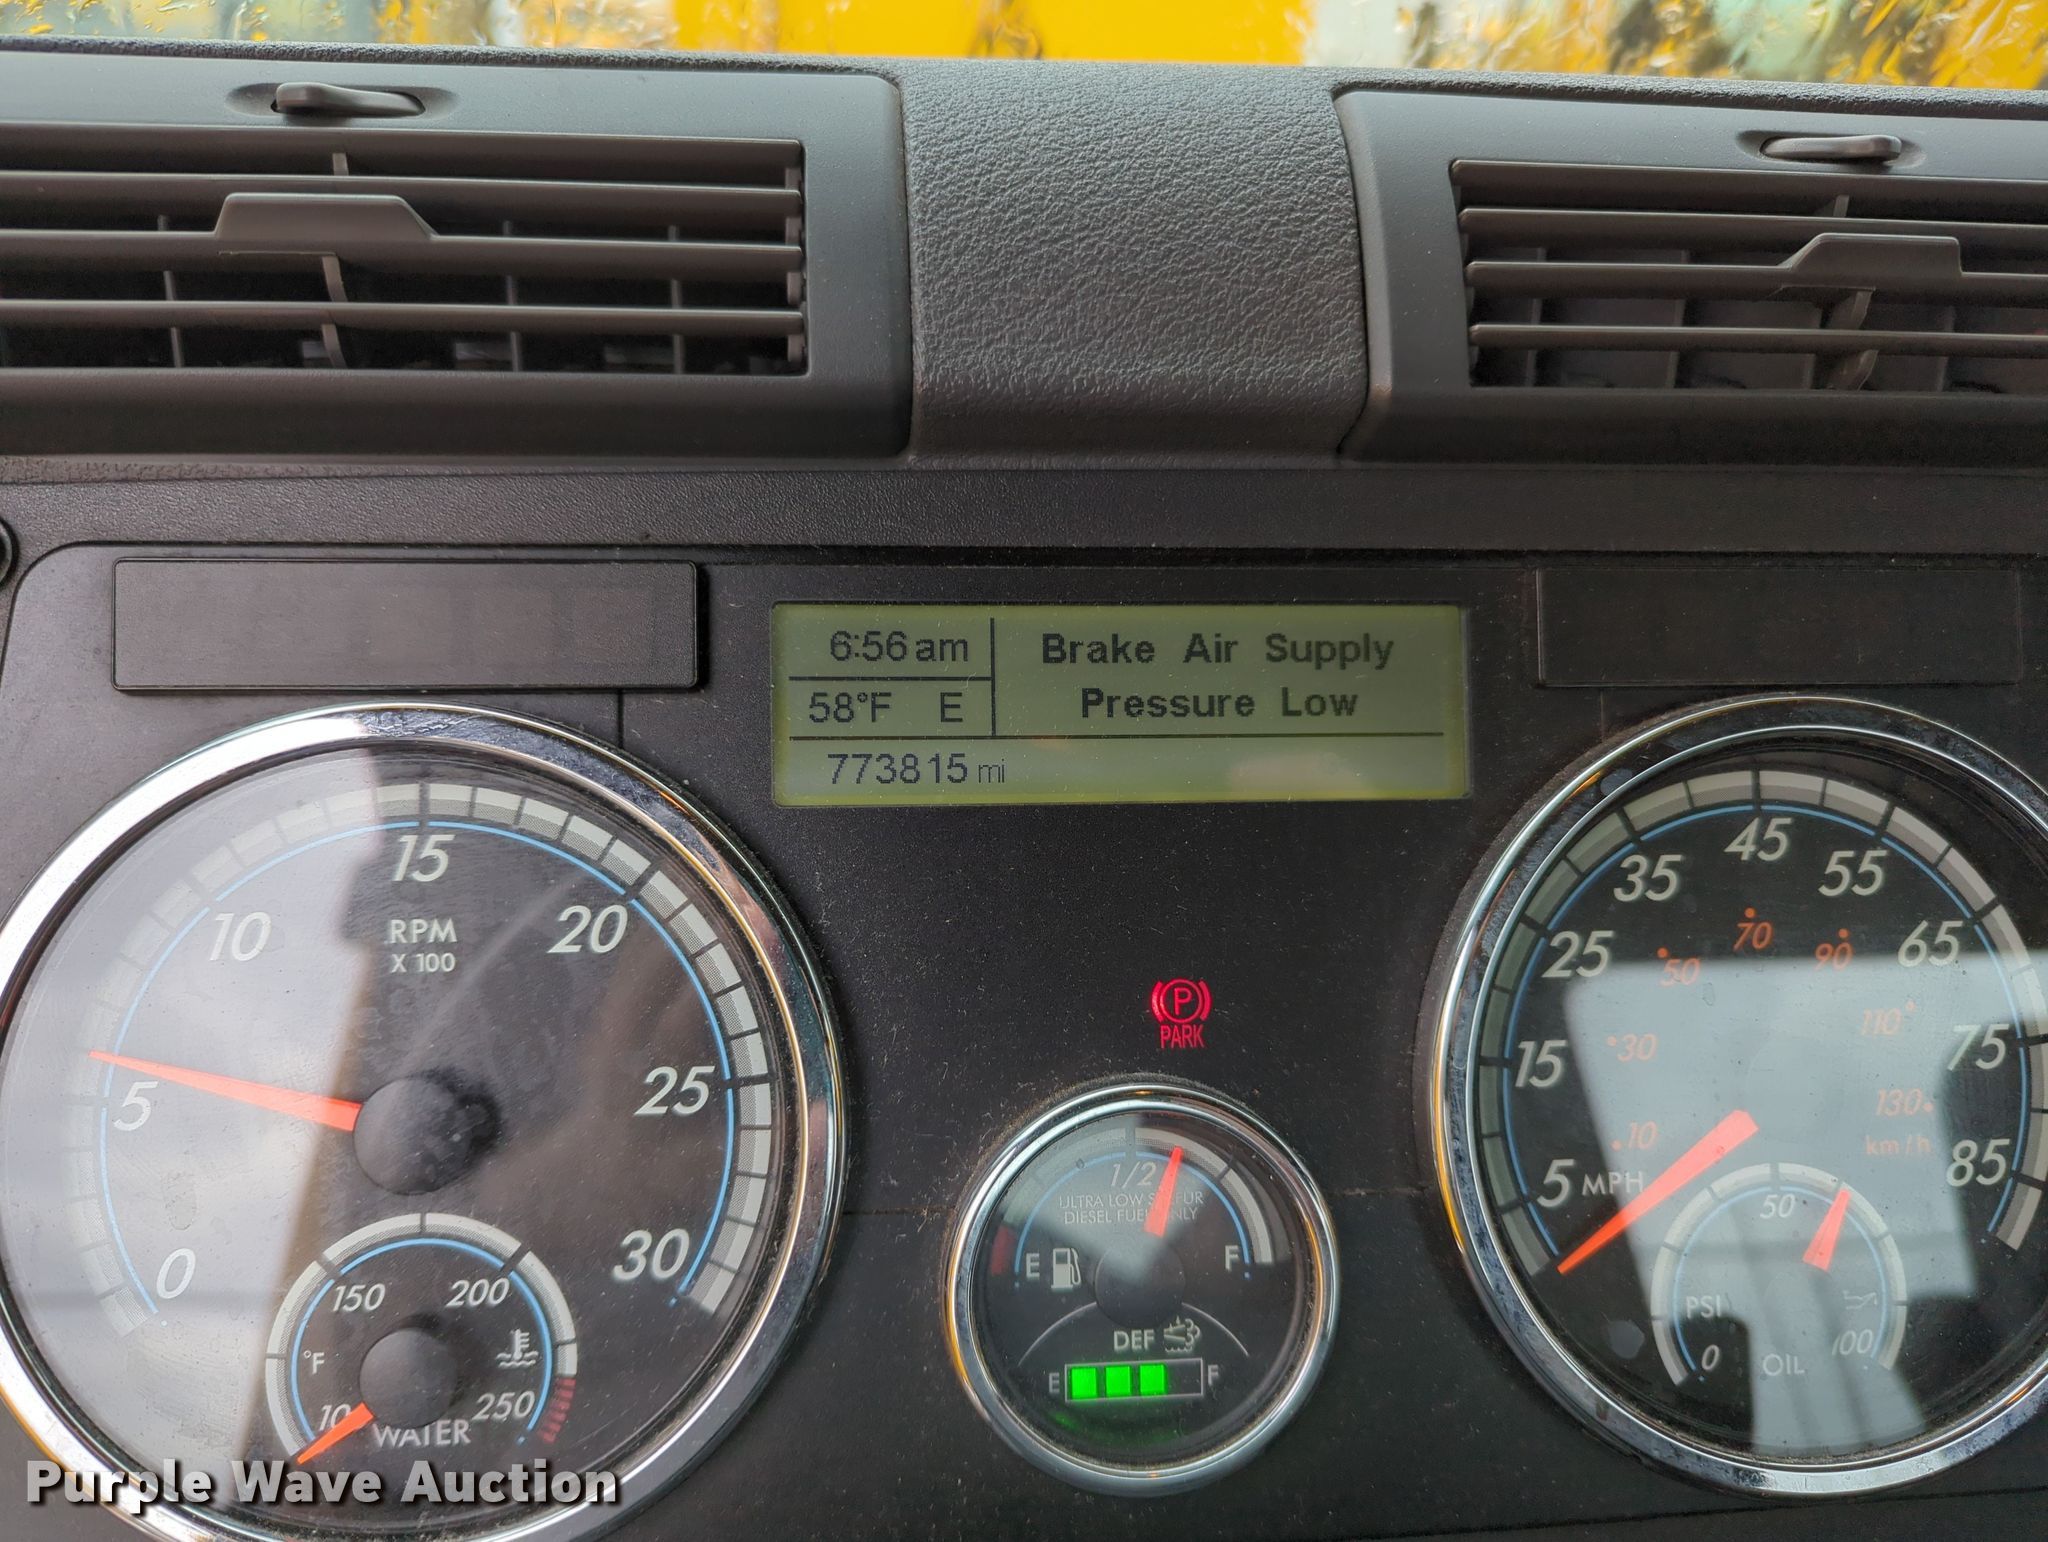 6:56 am
Brake Air Supply
Pressure Low
58°F E
773815 mi
0
5
10
15
20
25
30
RPM
X 100
150
200
250
°F
WATER
PARK
P
1/2
DIESEL FUEL ONLY
E
F
DEF
E
F
5
15
25
35
45
55
65
75
85
MPH
10
30
50
70
90
110
130
km/h
0
50
100
PSI
OIL
Purple Wave Auction